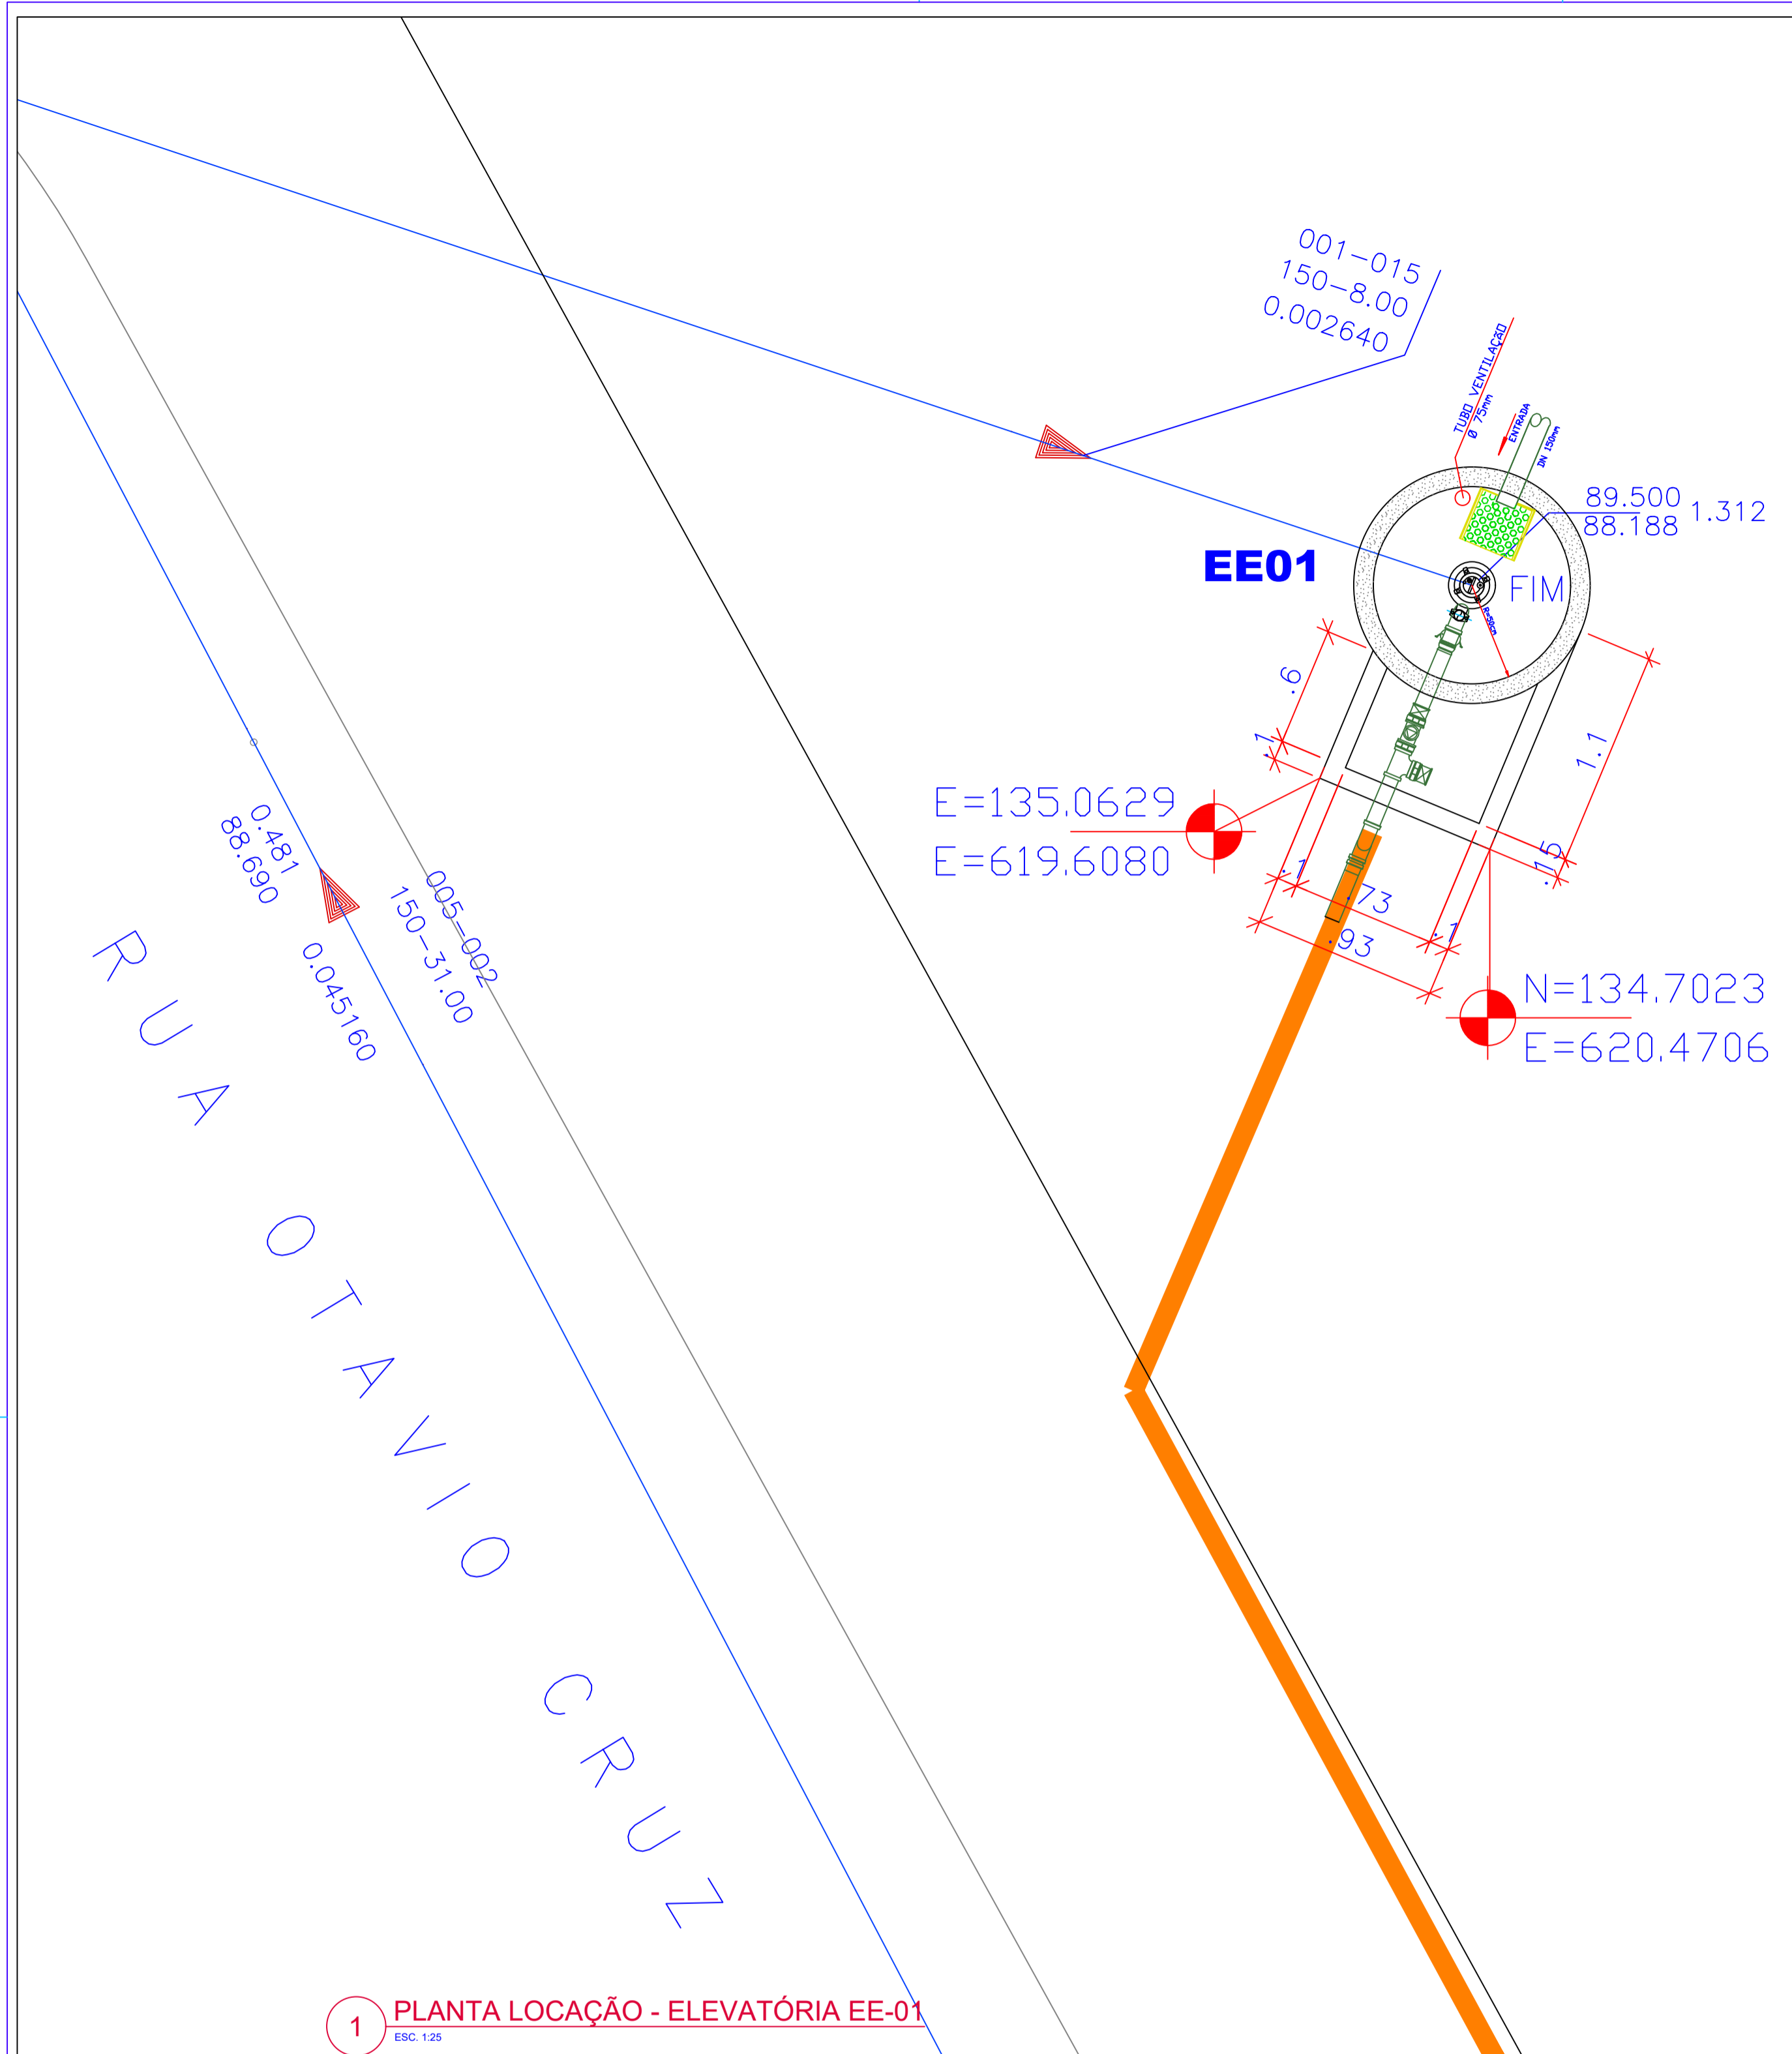 001-015
150-8.00
0.002640
TUBO VENTILAÇÃO
Ø 75mm
ENTRADA
DN 150mm
89.500
88.188
1.312
EE01
FIM
R=50cm
.6
.1
1.1
.15
E=135.0629
E=619.6080
.1
.73
.1
.93
N=134.7023
E=620.4706
0.481
88.690
005-002
150-31.00
0.045160
RUA OTAVIO CRUZ
1
PLANTA LOCAÇÃO - ELEVATÓRIA EE-01
ESC. 1:25